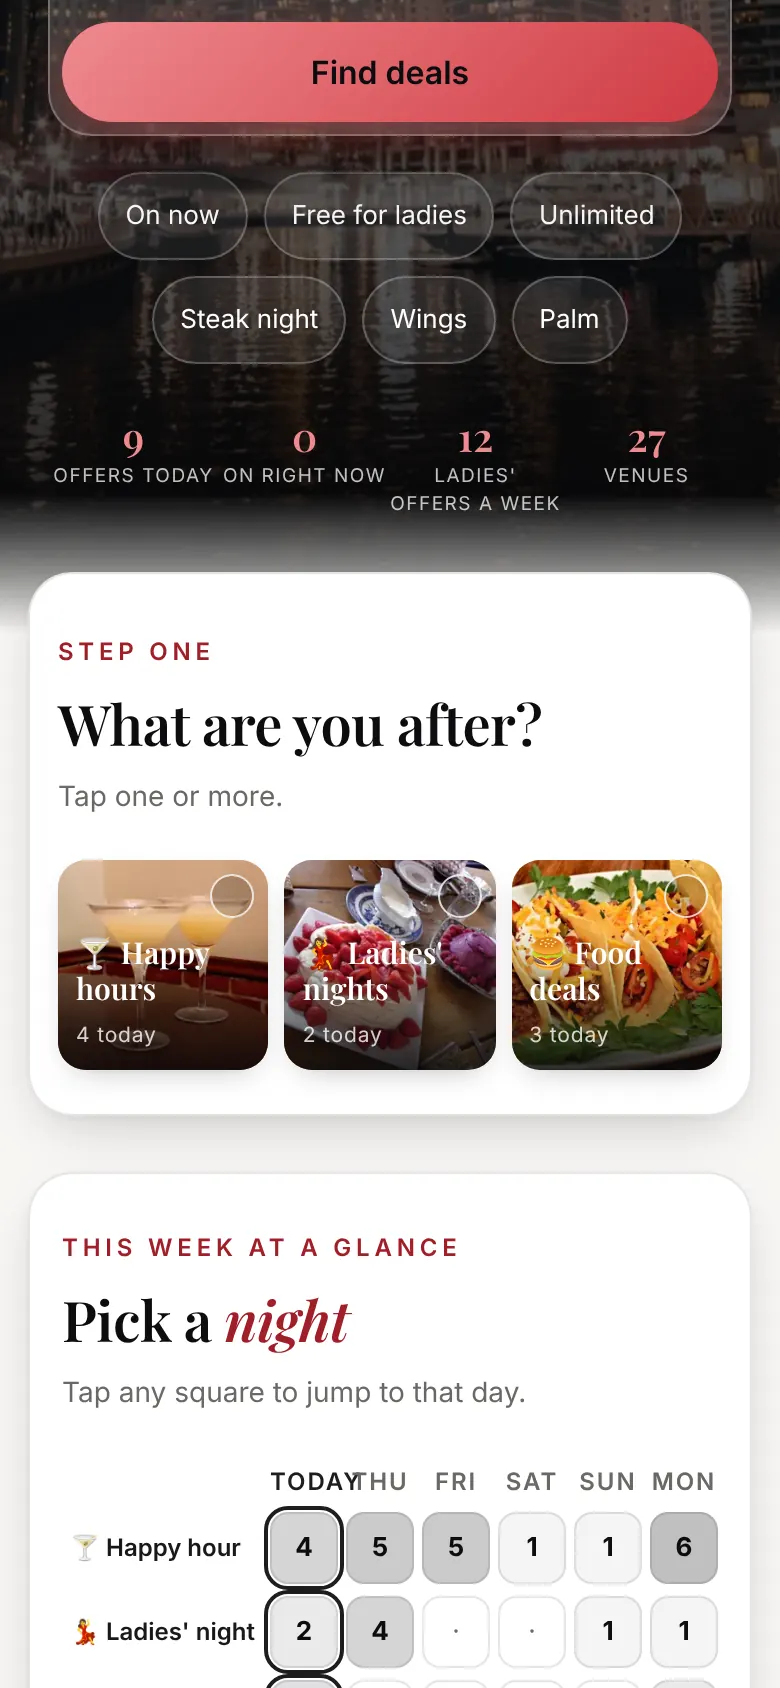 Find deals
On now
Free for ladies
Unlimited
Steak night
Wings
Palm
9
OFFERS TODAY
0
ON RIGHT NOW
12
LADIES'
OFFERS A WEEK
27
VENUES
STEP ONE
What are you after?
Tap one or more.
🍸 Happy
hours
4 today
💃 Ladies'
nights
2 today
🍔 Food
deals
3 today
THIS WEEK AT A GLANCE
Pick a night
Tap any square to jump to that day.
TODAY THU FRI SAT SUN MON
🍸 Happy hour 4 5 5 1 1 6
💃 Ladies' night 2 4 · · 1 1